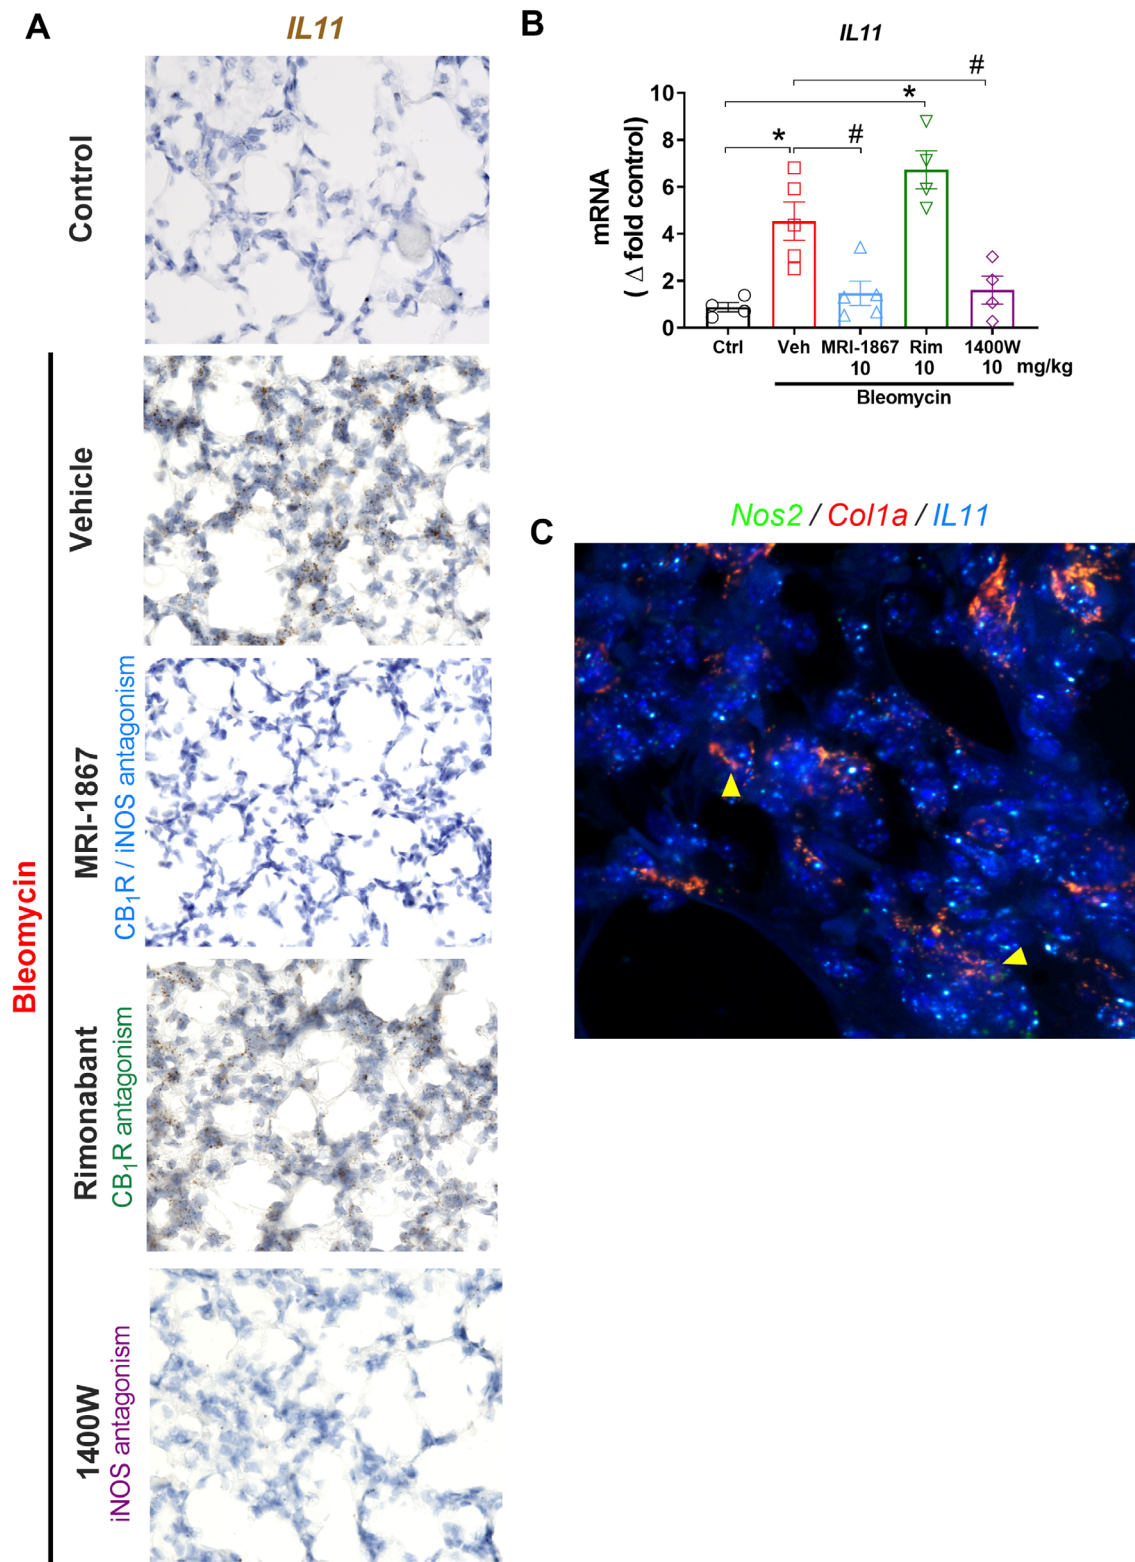 A
IL11
Control
Bleomycin
Vehicle
MRI-1867
CB₁R / iNOS antagonism
Rimonabant
CB₁R antagonism
1400W
iNOS antagonism
B
IL11
mRNA
( Δ fold control)
10
8
6
4
2
0
* # * #
Ctrl Veh MRI-1867 Rim 1400W
10 10 10 mg/kg
Bleomycin
C
Nos2 / Col1a / IL11